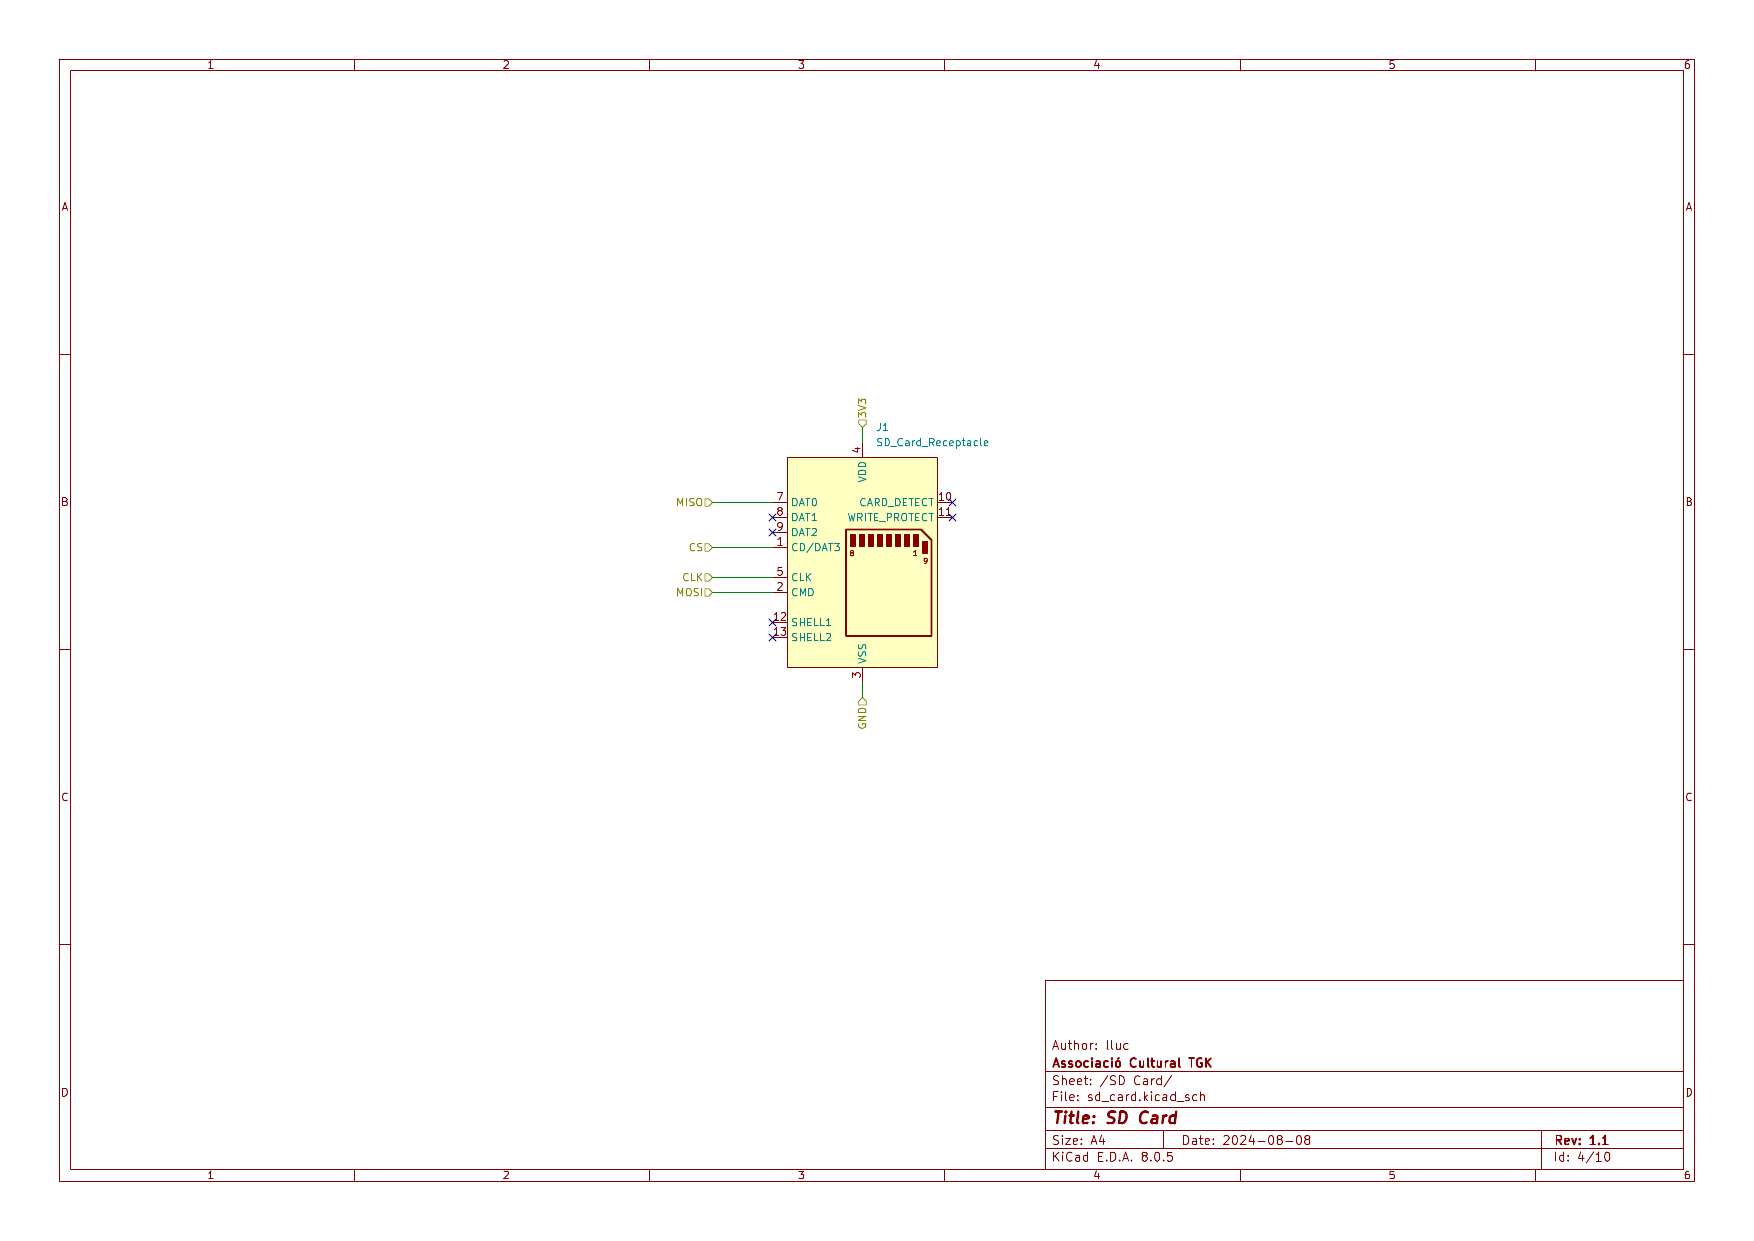 1 2 3 4 5 6
A A
3V3
J1
SD_Card_Receptacle
4
VDD
B B
MISO 7 DAT0 CARD_DETECT 10
8 DAT1 WRITE_PROTECT 11
9 DAT2
CS 1 CD/DAT3
8 1
9
CLK 5 CLK
MOSI 2 CMD
12 SHELL1
13 SHELL2
VSS
3
GND
C C
Author: lluc
Associació Cultural TGK
Sheet: /SD Card/
D D
File: sd_card.kicad_sch
Title: SD Card
Size: A4 Date: 2024-08-08 Rev: 1.1
KiCad E.D.A. 8.0.5 Id: 4/10
1 2 3 4 5 6